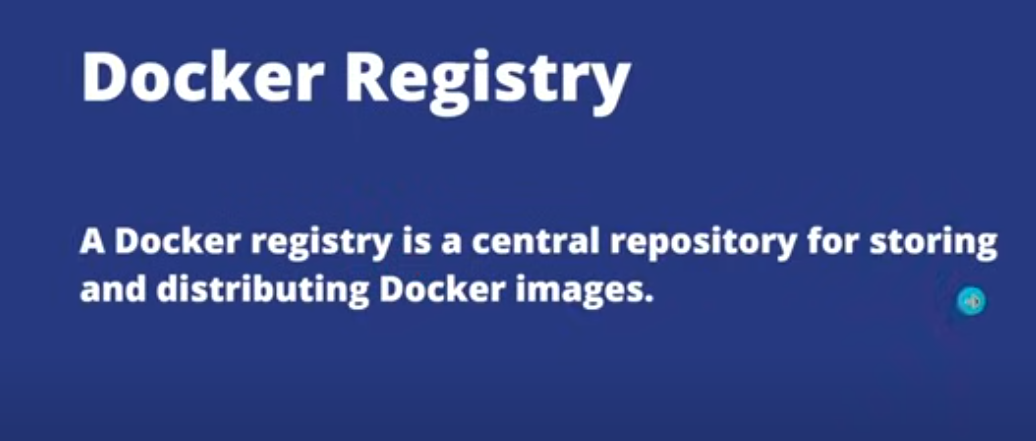 Docker Registry
A Docker registry is a central repository for storing
and distributing Docker images.